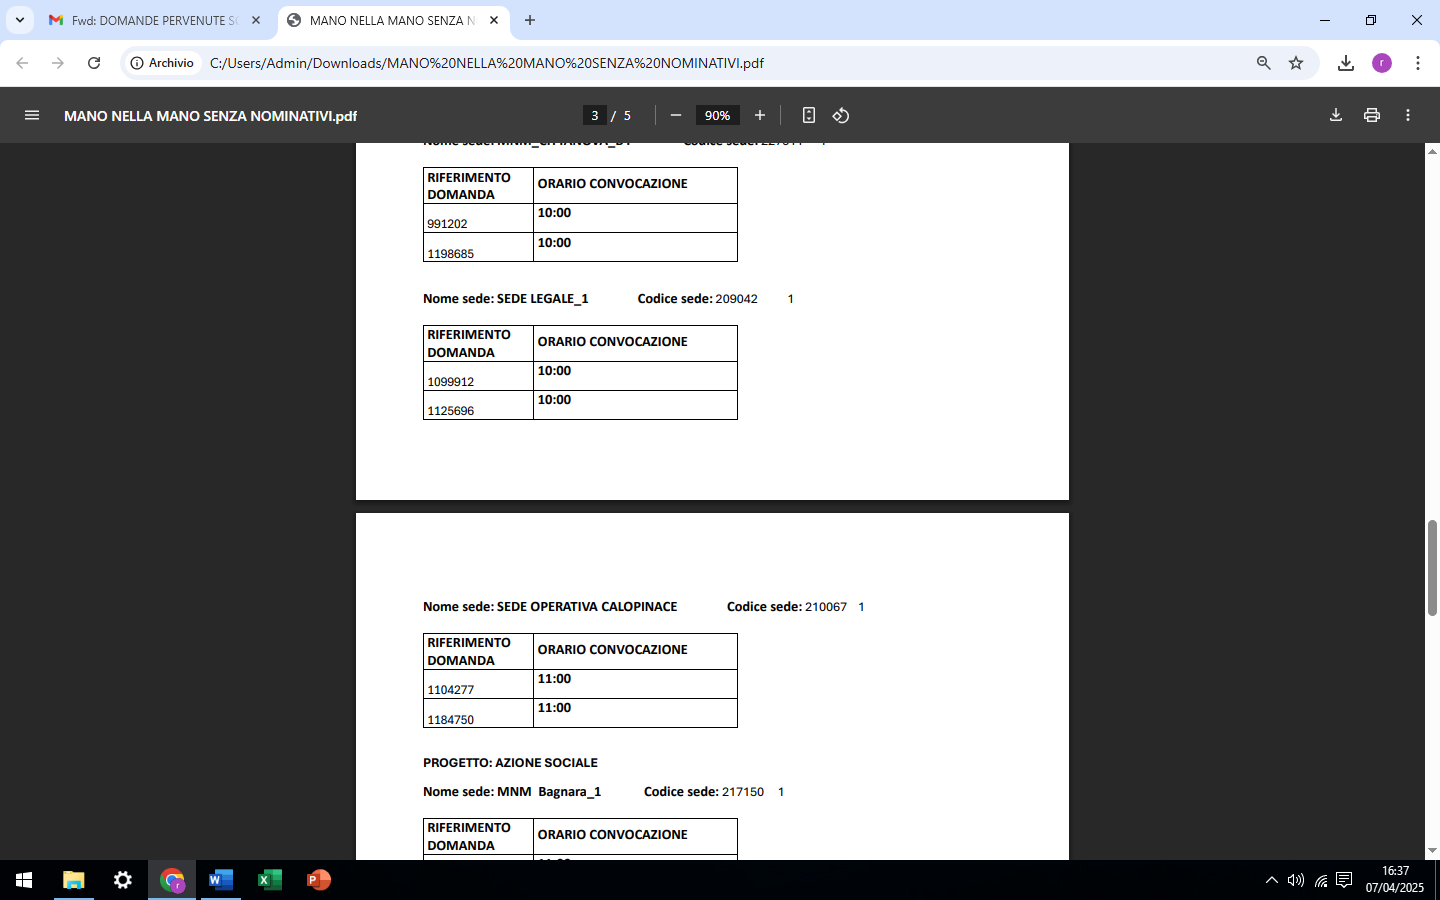 Fwd: DOMANDE PERVENUTE S
MANO NELLA MANO SENZA N
Archivio
C:/Users/Admin/Downloads/MANO%20NELLA%20MANO%20SENZA%20NOMINATIVI.pdf
r
MANO NELLA MANO SENZA NOMINATIVI.pdf
3 / 5
90%
RIFERIMENTO DOMANDA ORARIO CONVOCAZIONE
991202 10:00
1198685 10:00
Nome sede: SEDE LEGALE_1 Codice sede: 209042 1
RIFERIMENTO DOMANDA ORARIO CONVOCAZIONE
1099912 10:00
1125696 10:00
Nome sede: SEDE OPERATIVA CALOPINACE Codice sede: 210067 1
RIFERIMENTO DOMANDA ORARIO CONVOCAZIONE
1104277 11:00
1184750 11:00
PROGETTO: AZIONE SOCIALE
Nome sede: MNM Bagnara_1 Codice sede: 217150 1
RIFERIMENTO DOMANDA ORARIO CONVOCAZIONE
16:37
07/04/2025